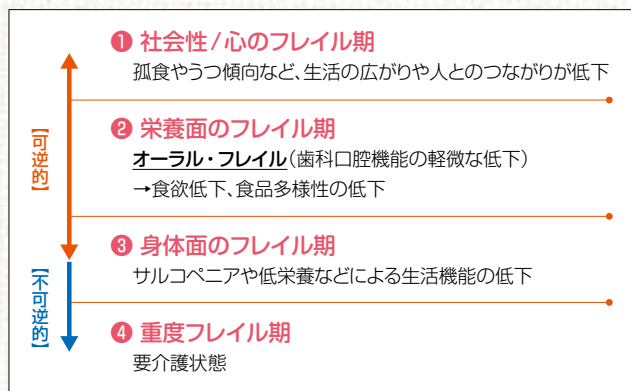 ❶ 社会性/心のフレイル期
孤食やうつ傾向など、生活の広がりや人とのつながりが低下
❷ 栄養面のフレイル期
オーラル・フレイル(歯科口腔機能の軽微な低下)
→食欲低下、食品多様性の低下
❸ 身体面のフレイル期
サルコペニアや低栄養などによる生活機能の低下
❹ 重度フレイル期
要介護状態
【可逆的】
【不可逆的】